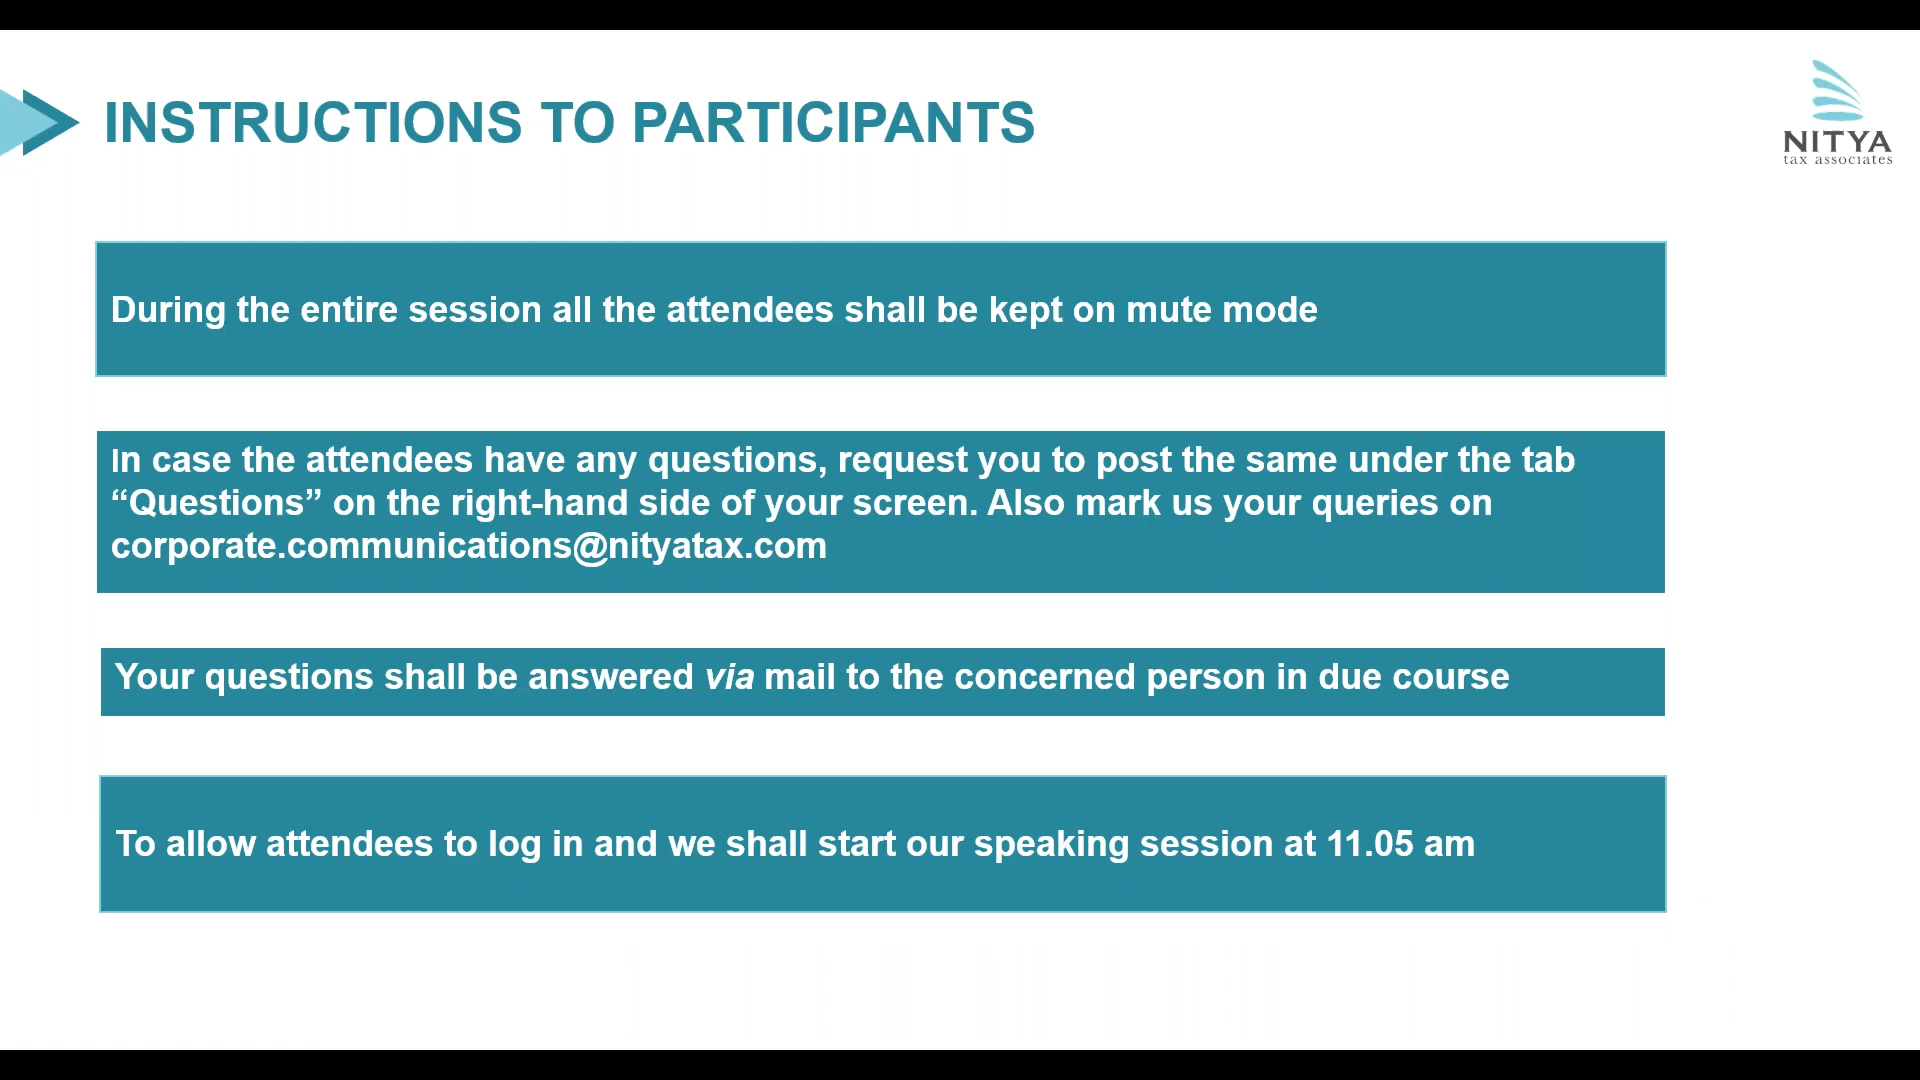 INSTRUCTIONS TO PARTICIPANTS
NITYA
tax associates
During the entire session all the attendees shall be kept on mute mode
In case the attendees have any questions, request you to post the same under the tab
“Questions” on the right-hand side of your screen. Also mark us your queries on
corporate.communications@nityatax.com
Your questions shall be answered via mail to the concerned person in due course
To allow attendees to log in and we shall start our speaking session at 11.05 am